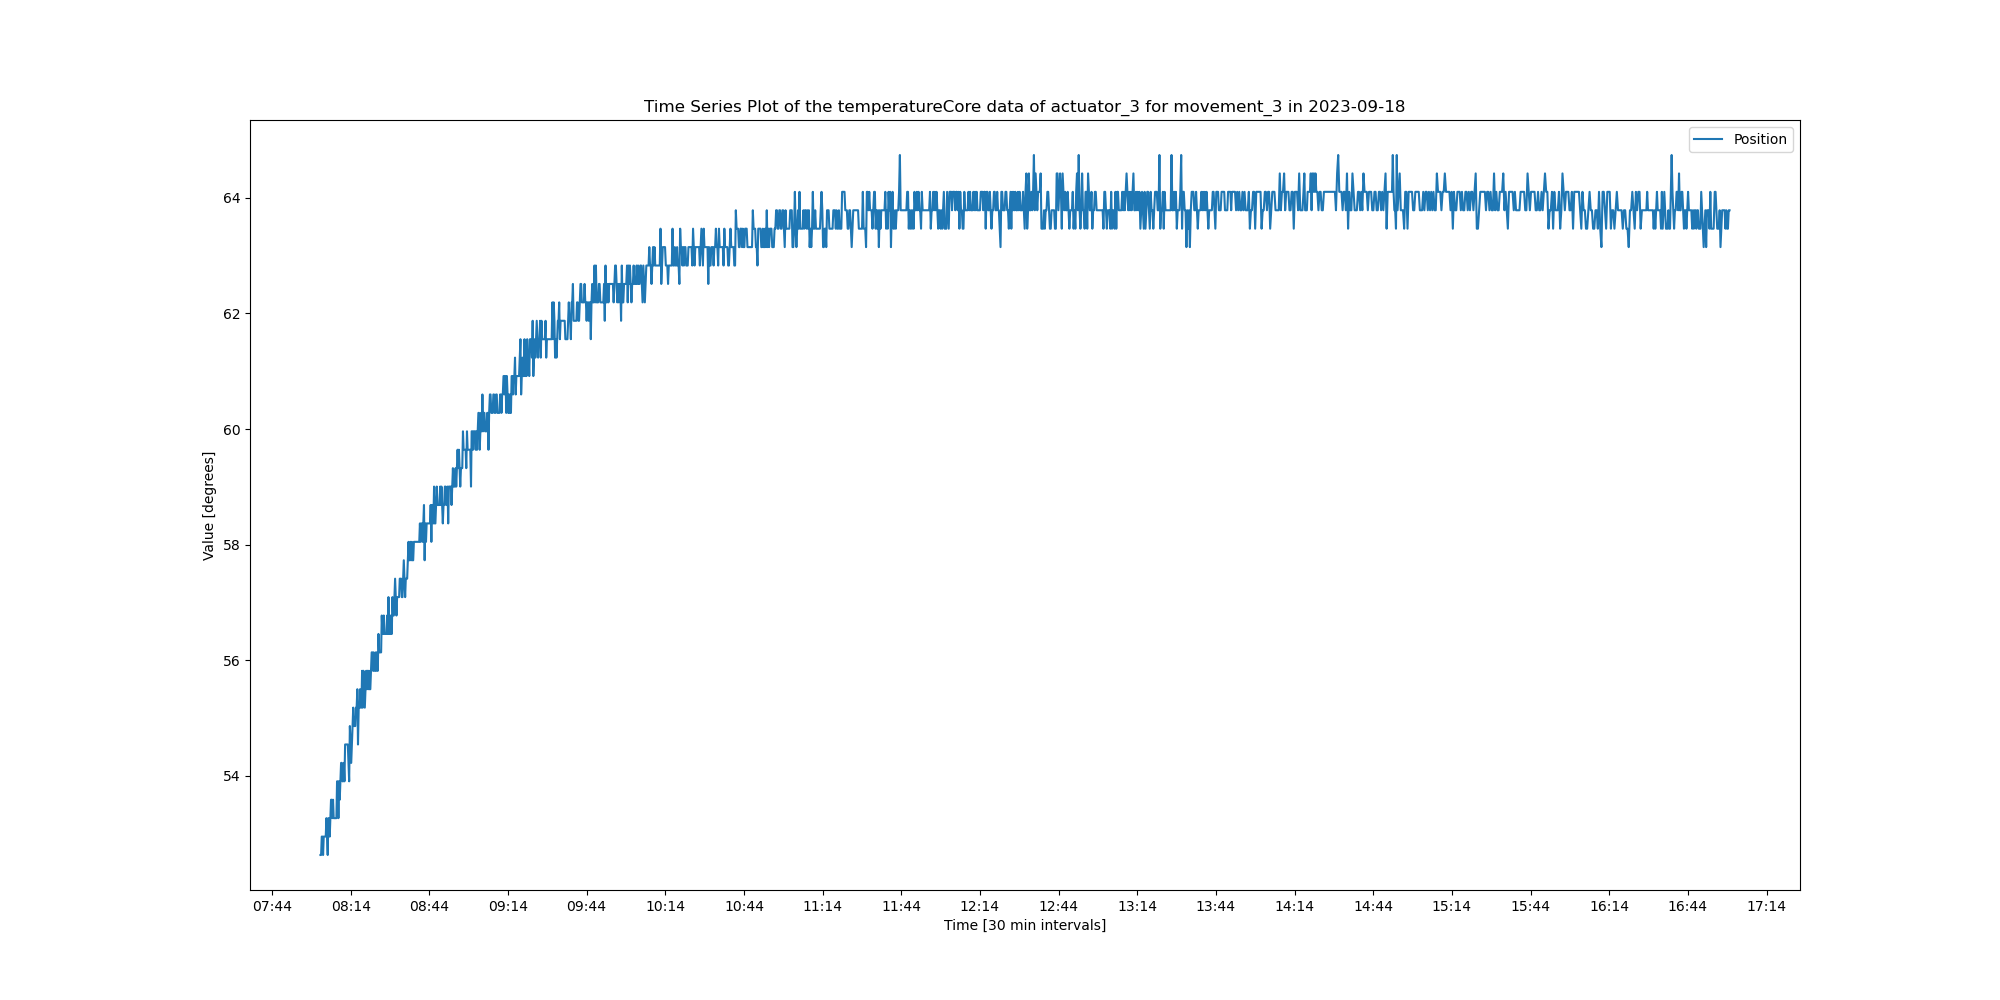 Time Series Plot of the temperatureCore data of actuator_3 for movement_3 in 2023-09-18
Position
64
62
60
58
56
54
Value [degrees]
07:44 08:14 08:44 09:14 09:44 10:14 10:44 11:14 11:44 12:14 12:44 13:14 13:44 14:14 14:44 15:14 15:44 16:14 16:44 17:14
Time [30 min intervals]